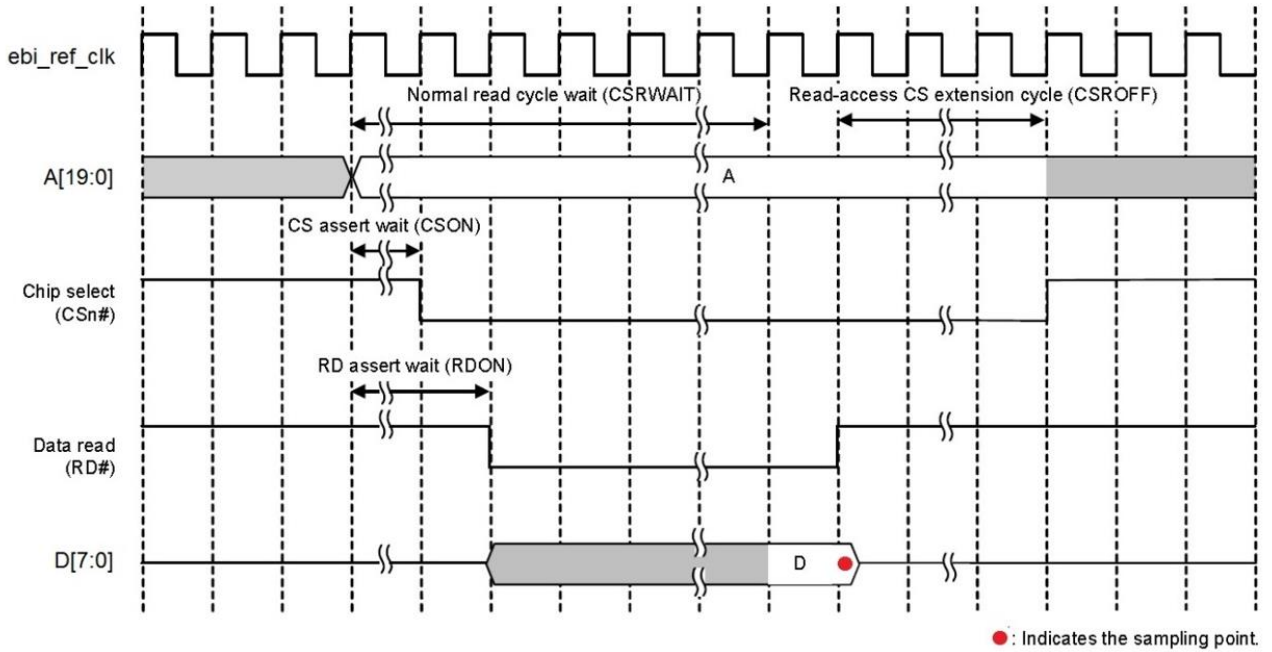 ebi_ref_clk
Normal read cycle wait (CSRWAIT)
Read-access CS extension cycle (CSROFF)
A[19:0]
A
CS assert wait (CSON)
Chip select
(CSn#)
RD assert wait (RDON)
Data read
(RD#)
D[7:0]
D
: Indicates the sampling point.